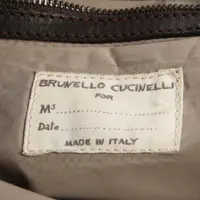 BRUNELLO CUCINELLI
FOR
Ms
Date
MADE IN ITALY